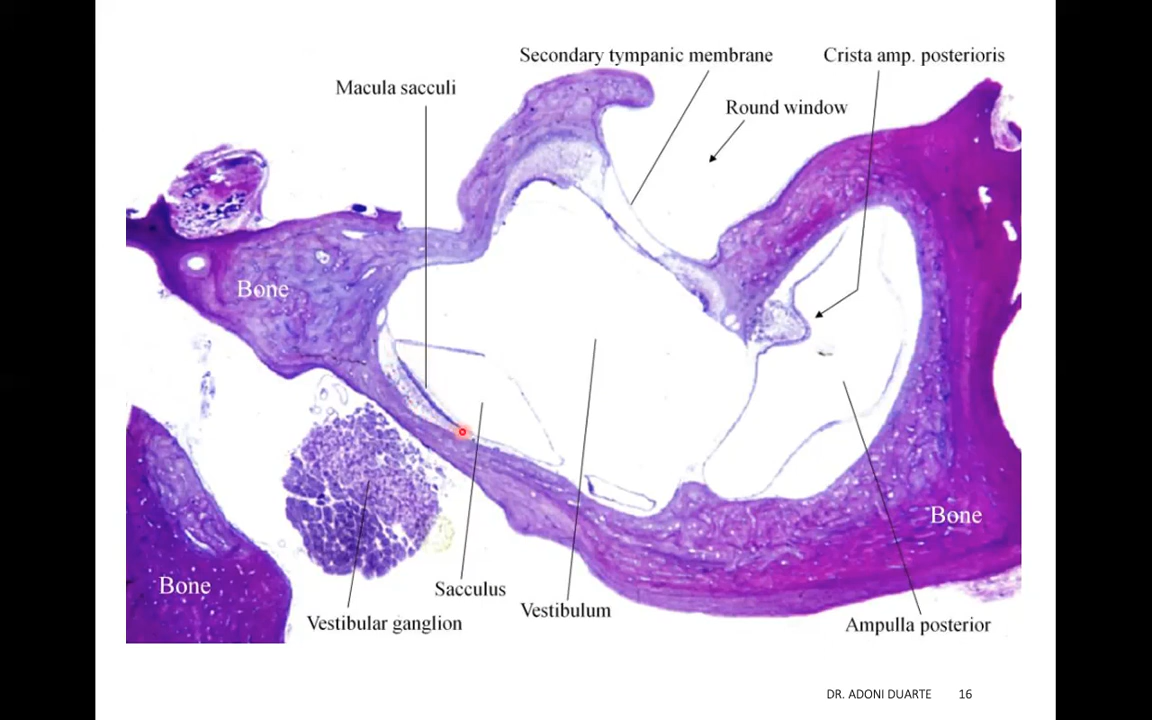 Secondary tympanic membrane
Crista amp. posterioris
Macula sacculi
Round window
Bone
Bone
Bone
Sacculus
Vestibulum
Vestibular ganglion
Ampulla posterior
DR. ADONI DUARTE 16